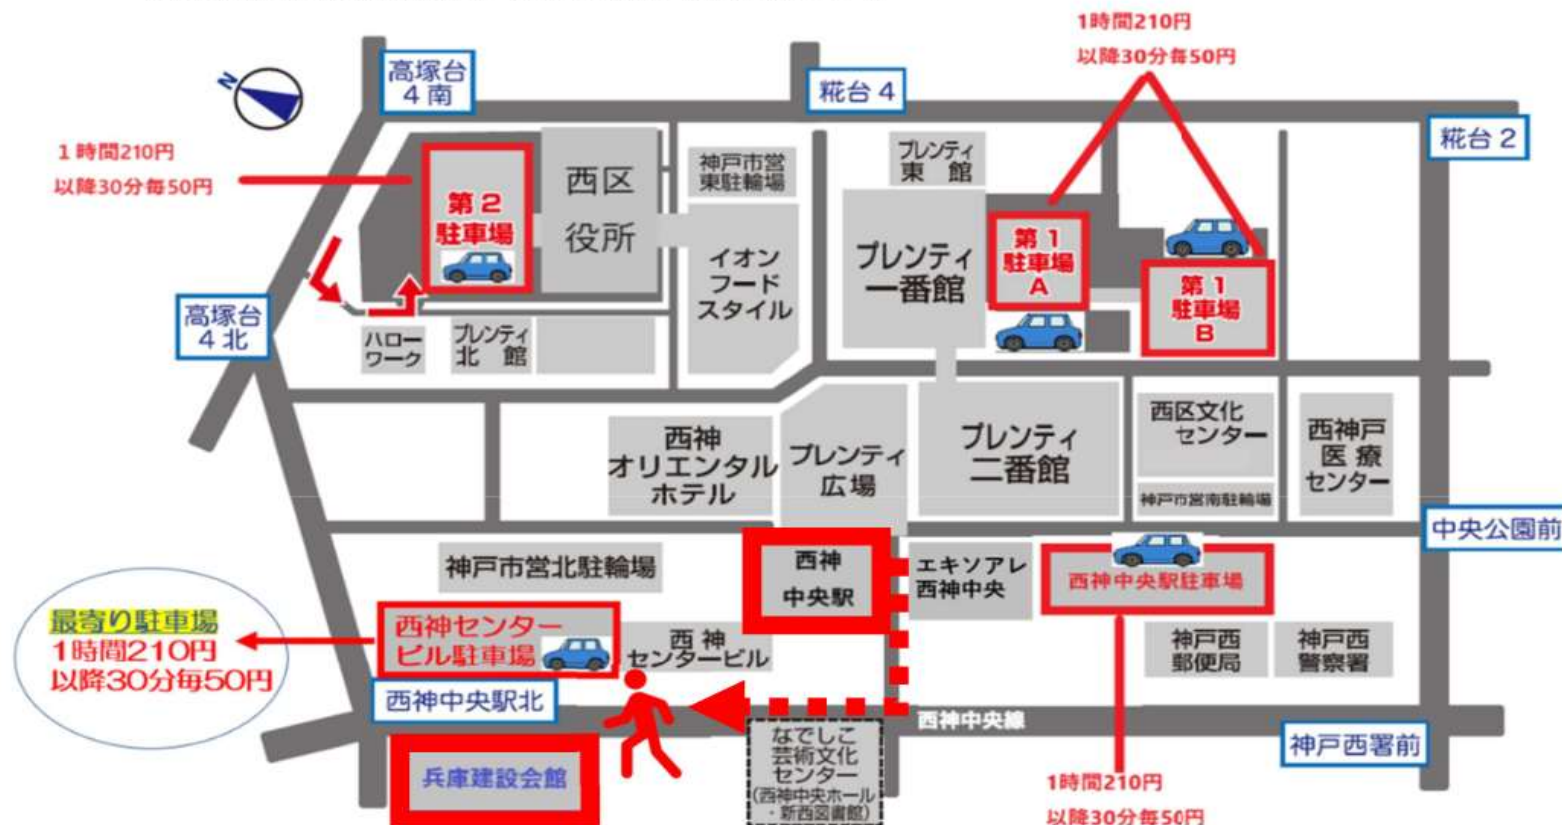 1時間210円
以降30分毎50円
高塚台
4南
糀台4
糀台2
N
1時間210円
以降30分毎50円
第2
駐車場
西区
役所
神戸市営
東駐輪場
プレンティ
東館
イオン
フード
スタイル
プレンティ
一番館
第1
駐車場
A
第1
駐車場
B
高塚台
4北
ハロー
ワーク
プレンティ
北館
西神
オリエンタル
ホテル
プレンティ
広場
プレンティ
二番館
西区文化
センター
神戸市営南駐輪場
西神戸
医療
センター
中央公園前
神戸市営北駐輪場
西神
中央駅
エキソアレ
西神中央
西神中央駅駐車場
最寄り駐車場
1時間210円
以降30分毎50円
西神センター
ビル駐車場
西神
センタービル
神戸西
郵便局
神戸西
警察署
西神中央駅北
西神中央線
神戸西署前
兵庫建設会館
なでしこ
芸術文化
センター
(西神中央ホール
・新西図書館)
1時間210円
以降30分毎50円